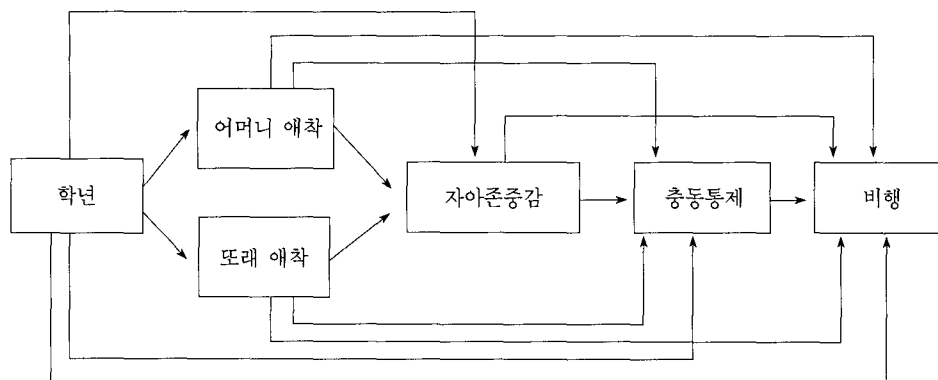 어머니 애착
학년
자아존중감
충동통제
비행
또래 애착